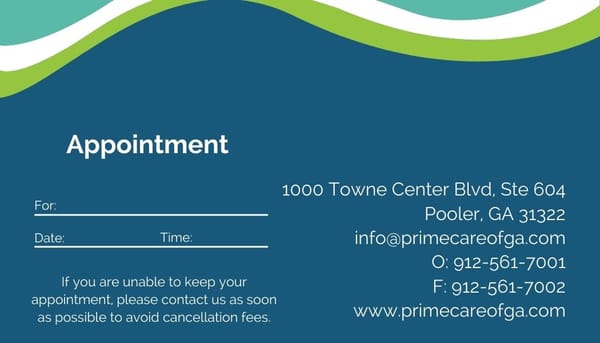 Appointment
For:
Date: Time:
If you are unable to keep your
appointment, please contact us as soon
as possible to avoid cancellation fees.
1000 Towne Center Blvd, Ste 604
Pooler, GA 31322
info@primecareofga.com
O: 912-561-7001
F: 912-561-7002
www.primecareofga.com